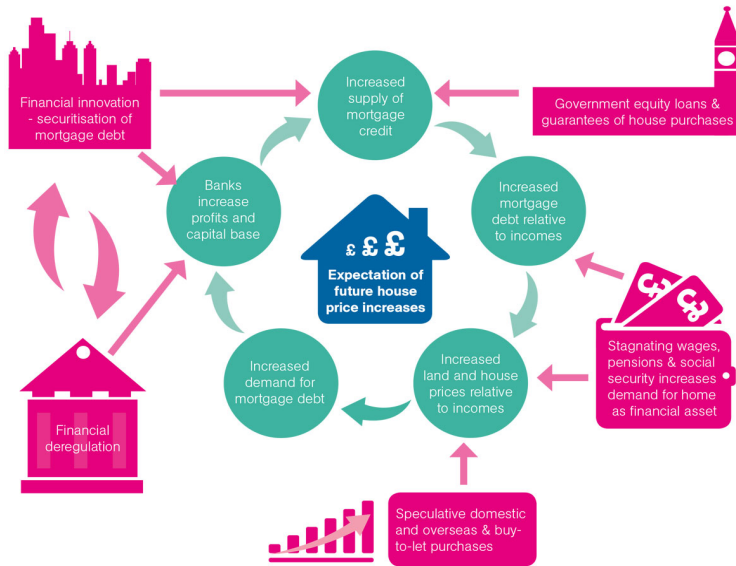 Financial innovation
- securitisation of
mortgage debt
Increased
supply of
mortgage
credit
Government equity loans &
guarantees of house purchases
Banks
increase
profits and
capital base
Increased
mortgage
debt relative
to incomes
£ £ £
Expectation of
future house
price increases
££
Stagnating wages,
pensions & social
security increases
demand for home
as financial asset
Increased
demand for
mortgage debt
Increased
land and house
prices relative
to incomes
Financial
deregulation
Speculative domestic
and overseas & buy-
to-let purchases